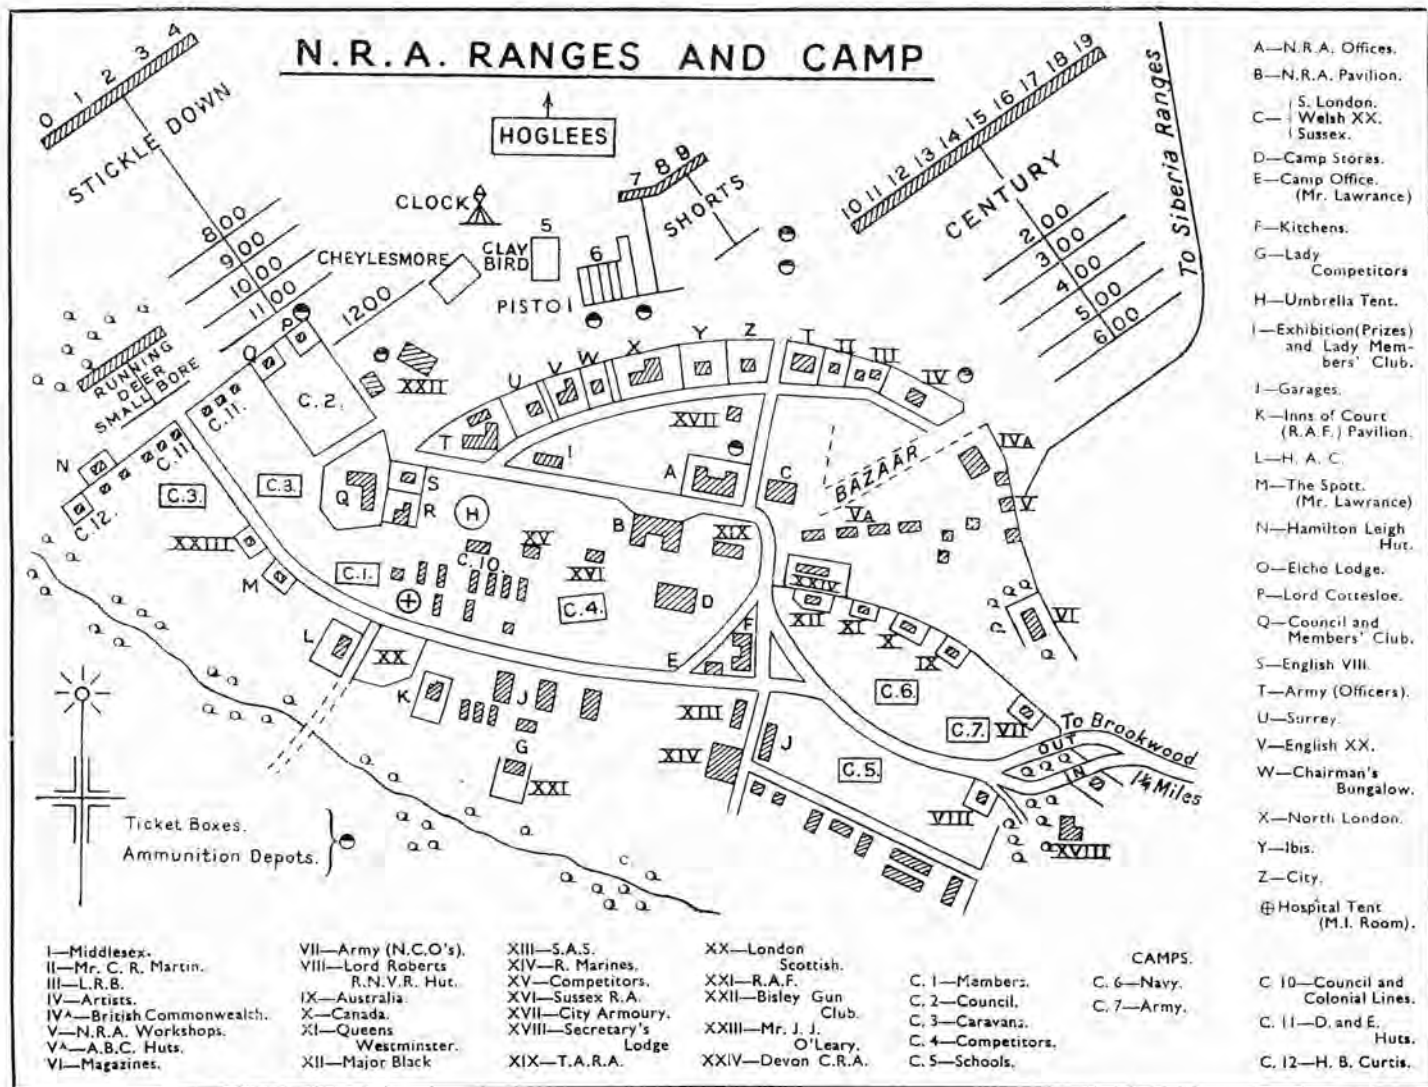 N.R.A. RANGES AND CAMP
HOGLEES
0 1 2 3 4
STICKLE DOWN
800
900
1000
1100
1200
CLOCK
CHEYLESMORE
5
CLAY
BIRD
6
PISTOL
7 8 9
SHORTS
10 11 12 13 14 15 16 17 18 19
CENTURY
200
300
400
500
600
To Siberia Ranges
RUNNING
DEER
SMALL BORE
P
O
C.11.
C.2.
XXII
U
V
W
X
Y
Z
I
II
III
IV
T
I
XVII
A
C
BAZAAR
IVA
V
VA
N
C.11
C.12.
C.3.
C.3.
Q
S
R
H
B
XIX
XV
XVI
XXIII
M
C.1.
C.10.
C.4.
D
XXIV
XII
XI
X
IX
VI
L
XX
K
J
G
XXI
E
F
XIII
XIV
J
C.6.
C.7.
VII
C.5.
VIII
XVIII
To Brookwood
OUT
IN
1¼ Miles
Ticket Boxes.
Ammunition Depots.
A—N.R.A. Offices.
B—N.R.A. Pavilion.
S. London.
C— Welsh XX.
Sussex.
D—Camp Stores.
E—Camp Office.
(Mr. Lawrance)
F—Kitchens.
G—Lady
Competitors
H—Umbrella Tent.
I—Exhibition(Prizes)
and Lady Mem-
bers' Club.
J—Garages.
K—Inns of Court
(R.A.F.) Pavilion.
L—H. A. C.
M—The Spott.
(Mr. Lawrance)
N—Hamilton Leigh
Hut.
O—Elcho Lodge.
P—Lord Cottesloe.
Q—Council and
Members' Club.
S—English VIII.
T—Army (Officers).
U—Surrey.
V—English XX.
W—Chairman's
Bungalow.
X—North London.
Y—Ibis.
Z—City.
⊕ Hospital Tent
(M.I. Room).
I—Middlesex.
II—Mr. C. R. Martin.
III—L.R.B.
IV—Artists.
IVA—British Commonwealth.
V—N.R.A. Workshops.
VA—A.B.C. Huts.
VI—Magazines.
VII—Army (N.C.O's).
VIII—Lord Roberts
R.N.V.R. Hut.
IX—Australia
X—Canada.
XI—Queens
Westminster.
XII—Major Black
XIII—S.A.S.
XIV—R. Marines.
XV—Competitors.
XVI—Sussex R.A.
XVII—City Armoury.
XVIII—Secretary's
Lodge
XIX—T.A.R.A.
XX—London
Scottish.
XXI—R.A.F.
XXII—Bisley Gun
Club.
XXIII—Mr. J. J.
O'Leary.
XXIV—Devon C.R.A.
CAMPS.
C. 1—Members.
C. 2—Council.
C. 3—Caravans.
C. 4—Competitors.
C. 5—Schools.
C. 6—Navy.
C. 7—Army.
C 10—Council and
Colonial Lines.
C. 11—D. and E.
Huts.
C. 12—H. B. Curtis.